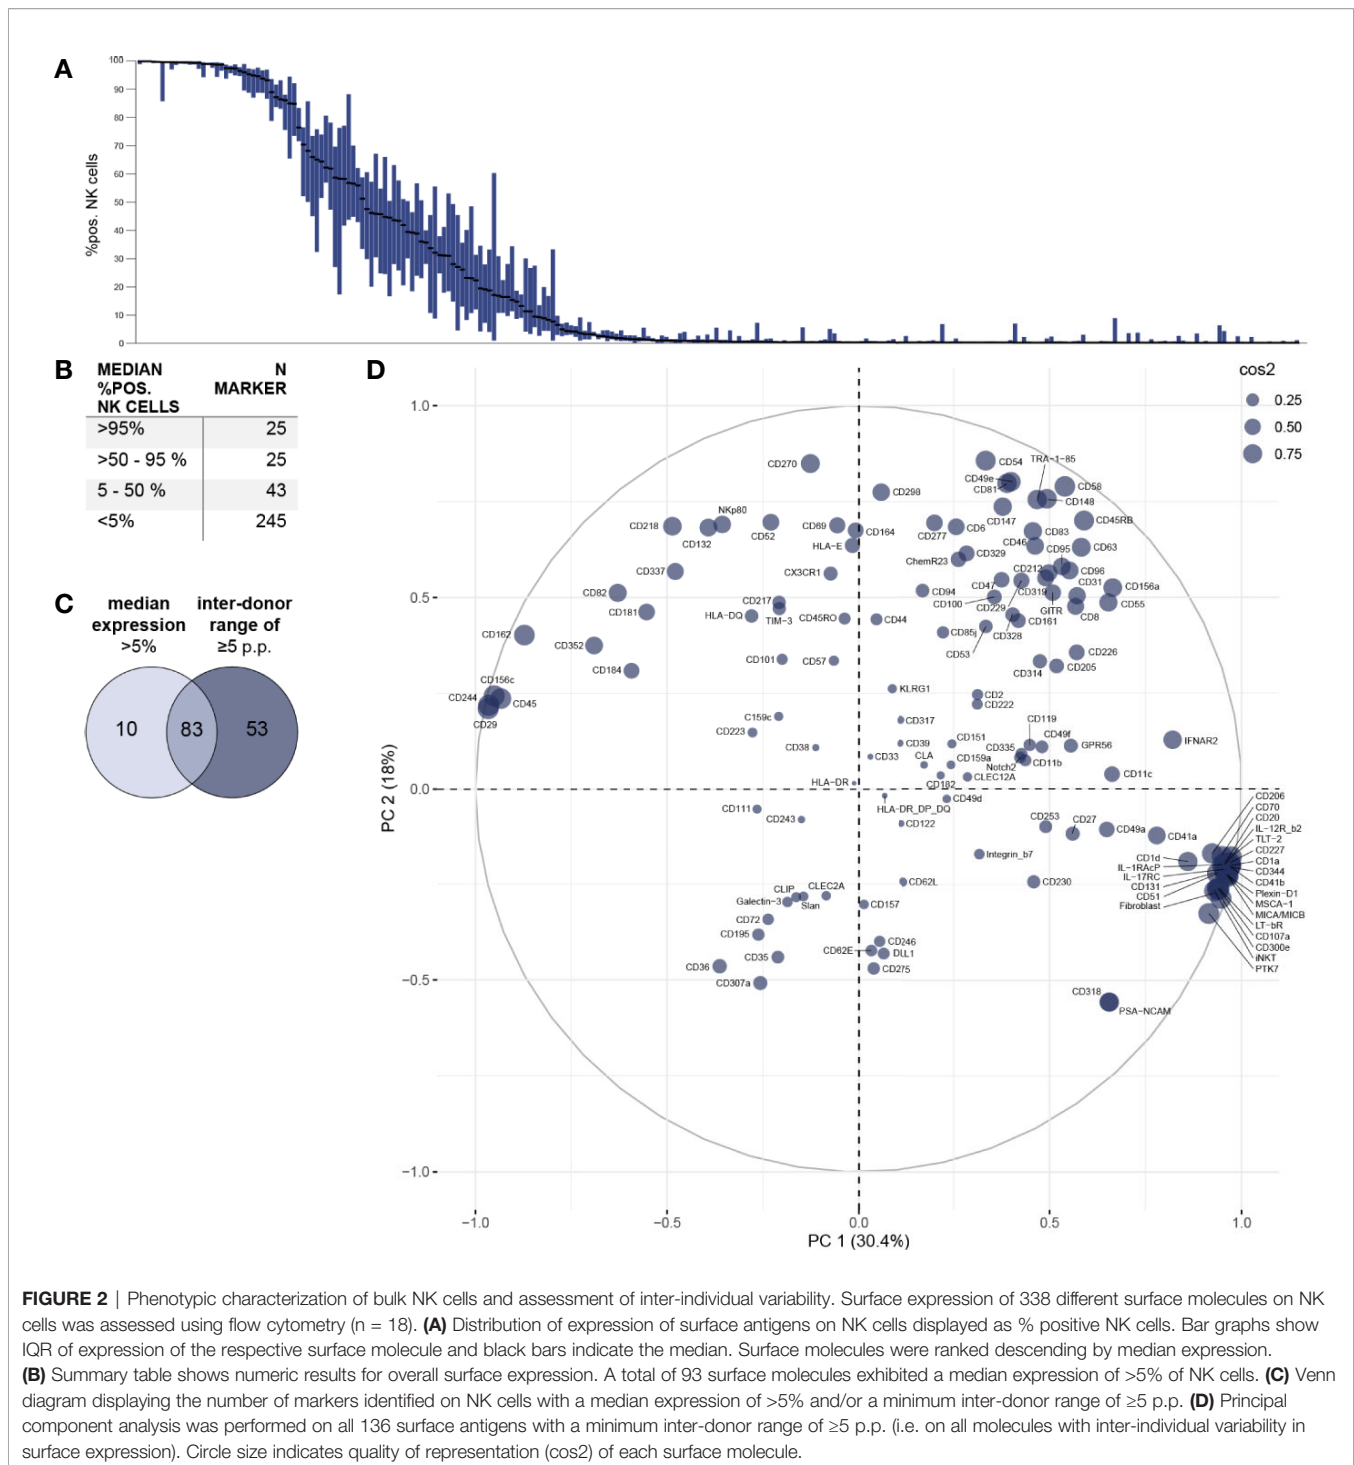 A
100
90
80
70
60
50
40
30
20
10
0
%pos. NK cells
B
MEDIAN %POS. NK CELLS
N MARKER
>95% 25
>50 - 95 % 25
5 - 50 % 43
<5% 245
C
median expression >5%
inter-donor range of ≥5 p.p.
10
83
53
D
cos2
0.25
0.50
0.75
1.0
0.5
0.0
−0.5
−1.0
PC 2 (18%)
−1.0
−0.5
0.0
0.5
1.0
PC 1 (30.4%)
CD270
CD54
TRA−1−85
CD49e
CD81
CD58
CD148
CD298
NKp80
CD218
CD132
CD52
CD69
CD164
HLA−E
CD277
CD6
CD147
CD83
CD45RB
CD46
CD95
CD63
ChemR23
CD329
CD337
CX3CR1
CD212
CD96
CD47
CD31
CD156a
CD82
CD181
CD217
TIM−3
HLA−DQ
CD45RO
CD44
CD94
CD100
CD229
CD319
GITR
CD8
CD55
CD162
CD352
CD184
CD101
CD57
CD85j
CD53
CD328
CD161
CD314
CD205
CD226
CD156c
CD244
CD45
CD29
KLRG1
CD2
CD222
C159c
CD223
CD38
CD317
CD39
CD33
CLA
CD151
CD159a
CD182
CLEC12A
CD119
CD335
Notch2
CD49f
CD11b
GPR56
IFNAR2
CD11c
HLA−DR
HLA−DR_DP_DQ
CD49d
CD111
CD243
CD122
CD253
CD27
CD49a
CD41a
Integrin_b7
CD1d
IL−1RAcP
IL−17RC
CD131
CD51
Fibroblast
CD206
CD70
CD20
IL−12R_b2
TLT−2
CD227
CD1a
CD344
CD41b
Plexin−D1
MSCA−1
MICA/MICB
LT−bR
CD107a
CD300e
iNKT
PTK7
CD62L
CD230
CLIP
CLEC2A
Galectin−3
Slan
CD157
CD72
CD195
CD35
CD36
CD307a
CD62E
CD246
DLL1
CD275
CD318
PSA−NCAM
FIGURE 2 | Phenotypic characterization of bulk NK cells and assessment of inter-individual variability. Surface expression of 338 different surface molecules on NK
cells was assessed using flow cytometry (n = 18). (A) Distribution of expression of surface antigens on NK cells displayed as % positive NK cells. Bar graphs show
IQR of expression of the respective surface molecule and black bars indicate the median. Surface molecules were ranked descending by median expression.
(B) Summary table shows numeric results for overall surface expression. A total of 93 surface molecules exhibited a median expression of >5% of NK cells. (C) Venn
diagram displaying the number of markers identified on NK cells with a median expression of >5% and/or a minimum inter-donor range of ≥5 p.p. (D) Principal
component analysis was performed on all 136 surface antigens with a minimum inter-donor range of ≥5 p.p. (i.e. on all molecules with inter-individual variability in
surface expression). Circle size indicates quality of representation (cos2) of each surface molecule.